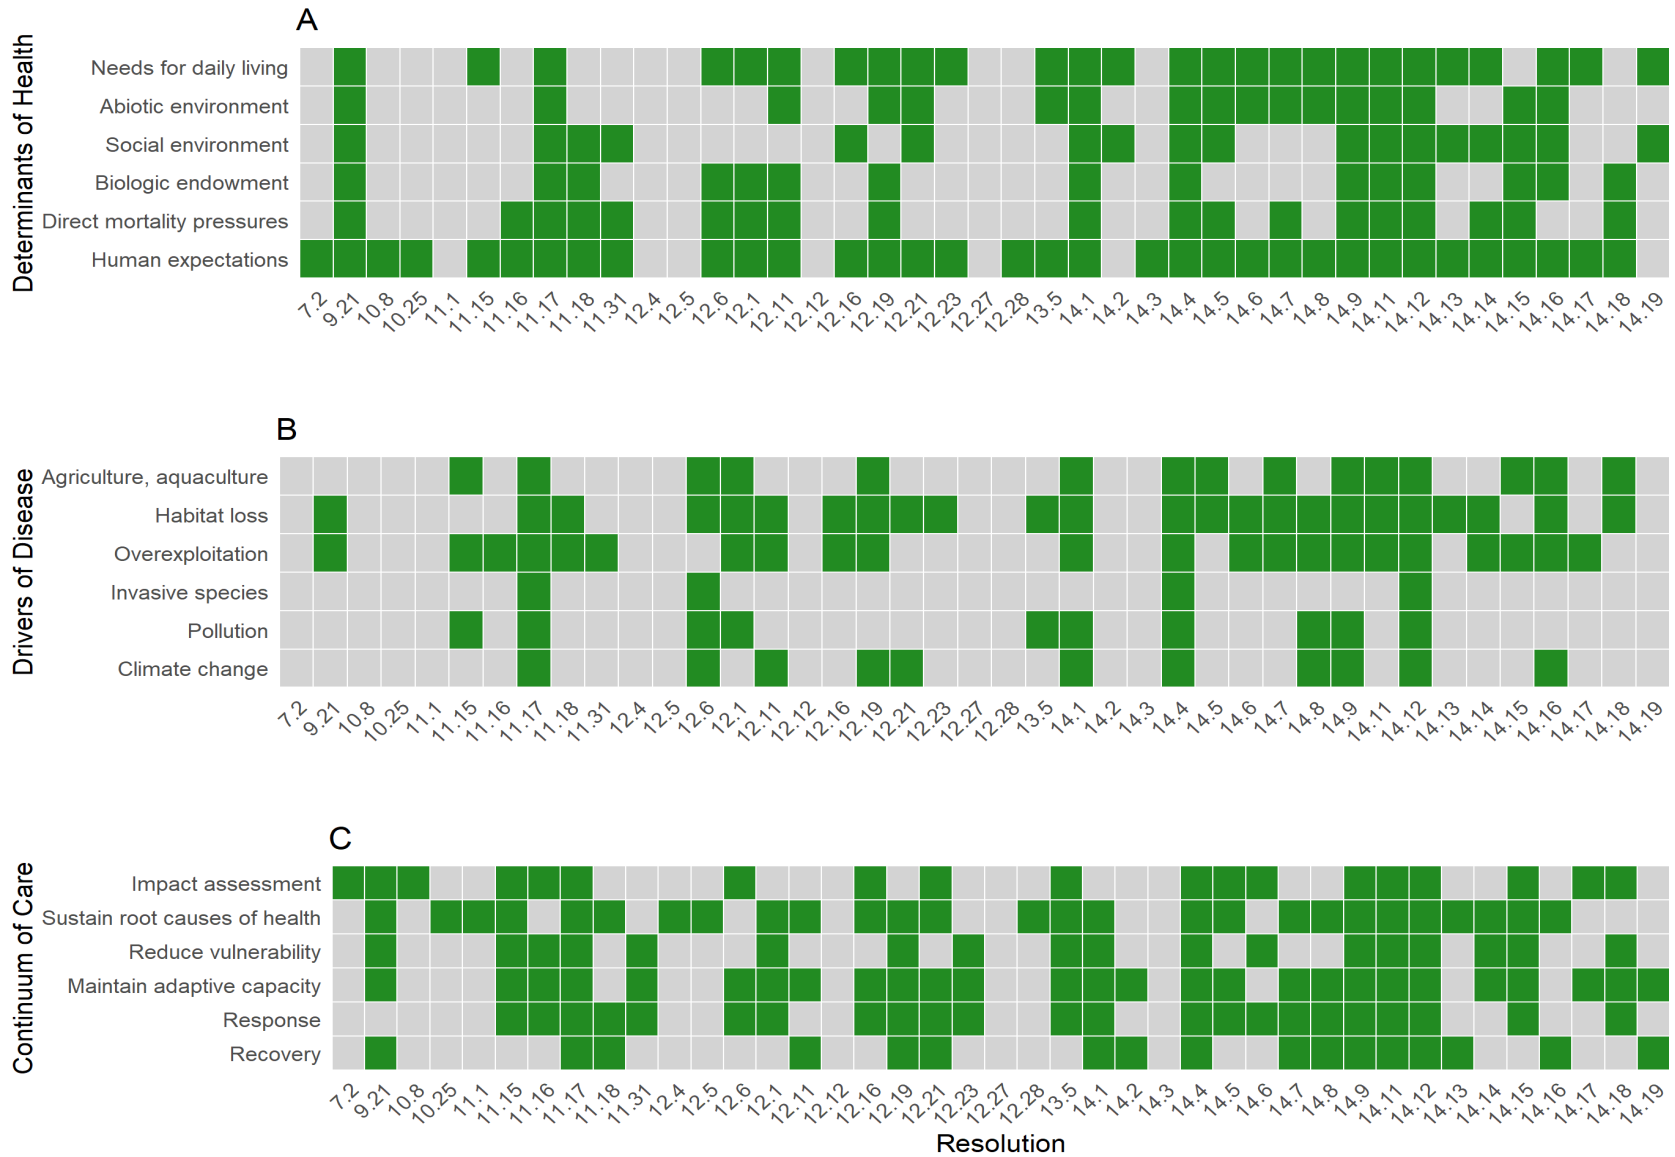 A
Determinants of Health
Needs for daily living
Abiotic environment
Social environment
Biologic endowment
Direct mortality pressures
Human expectations
7.2 9.21 10.8 10.25 11.1 11.15 11.16 11.17 11.18 11.31 12.4 12.5 12.6 12.1 12.11 12.12 12.16 12.19 12.21 12.23 12.27 12.28 13.5 14.1 14.2 14.3 14.4 14.5 14.6 14.7 14.8 14.9 14.11 14.12 14.13 14.14 14.15 14.16 14.17 14.18 14.19
B
Drivers of Disease
Agriculture, aquaculture
Habitat loss
Overexploitation
Invasive species
Pollution
Climate change
7.2 9.21 10.8 10.25 11.1 11.15 11.16 11.17 11.18 11.31 12.4 12.5 12.6 12.1 12.11 12.12 12.16 12.19 12.21 12.23 12.27 12.28 13.5 14.1 14.2 14.3 14.4 14.5 14.6 14.7 14.8 14.9 14.11 14.12 14.13 14.14 14.15 14.16 14.17 14.18 14.19
C
Continuum of Care
Impact assessment
Sustain root causes of health
Reduce vulnerability
Maintain adaptive capacity
Response
Recovery
7.2 9.21 10.8 10.25 11.1 11.15 11.16 11.17 11.18 11.31 12.4 12.5 12.6 12.1 12.11 12.12 12.16 12.19 12.21 12.23 12.27 12.28 13.5 14.1 14.2 14.3 14.4 14.5 14.6 14.7 14.8 14.9 14.11 14.12 14.13 14.14 14.15 14.16 14.17 14.18 14.19
Resolution